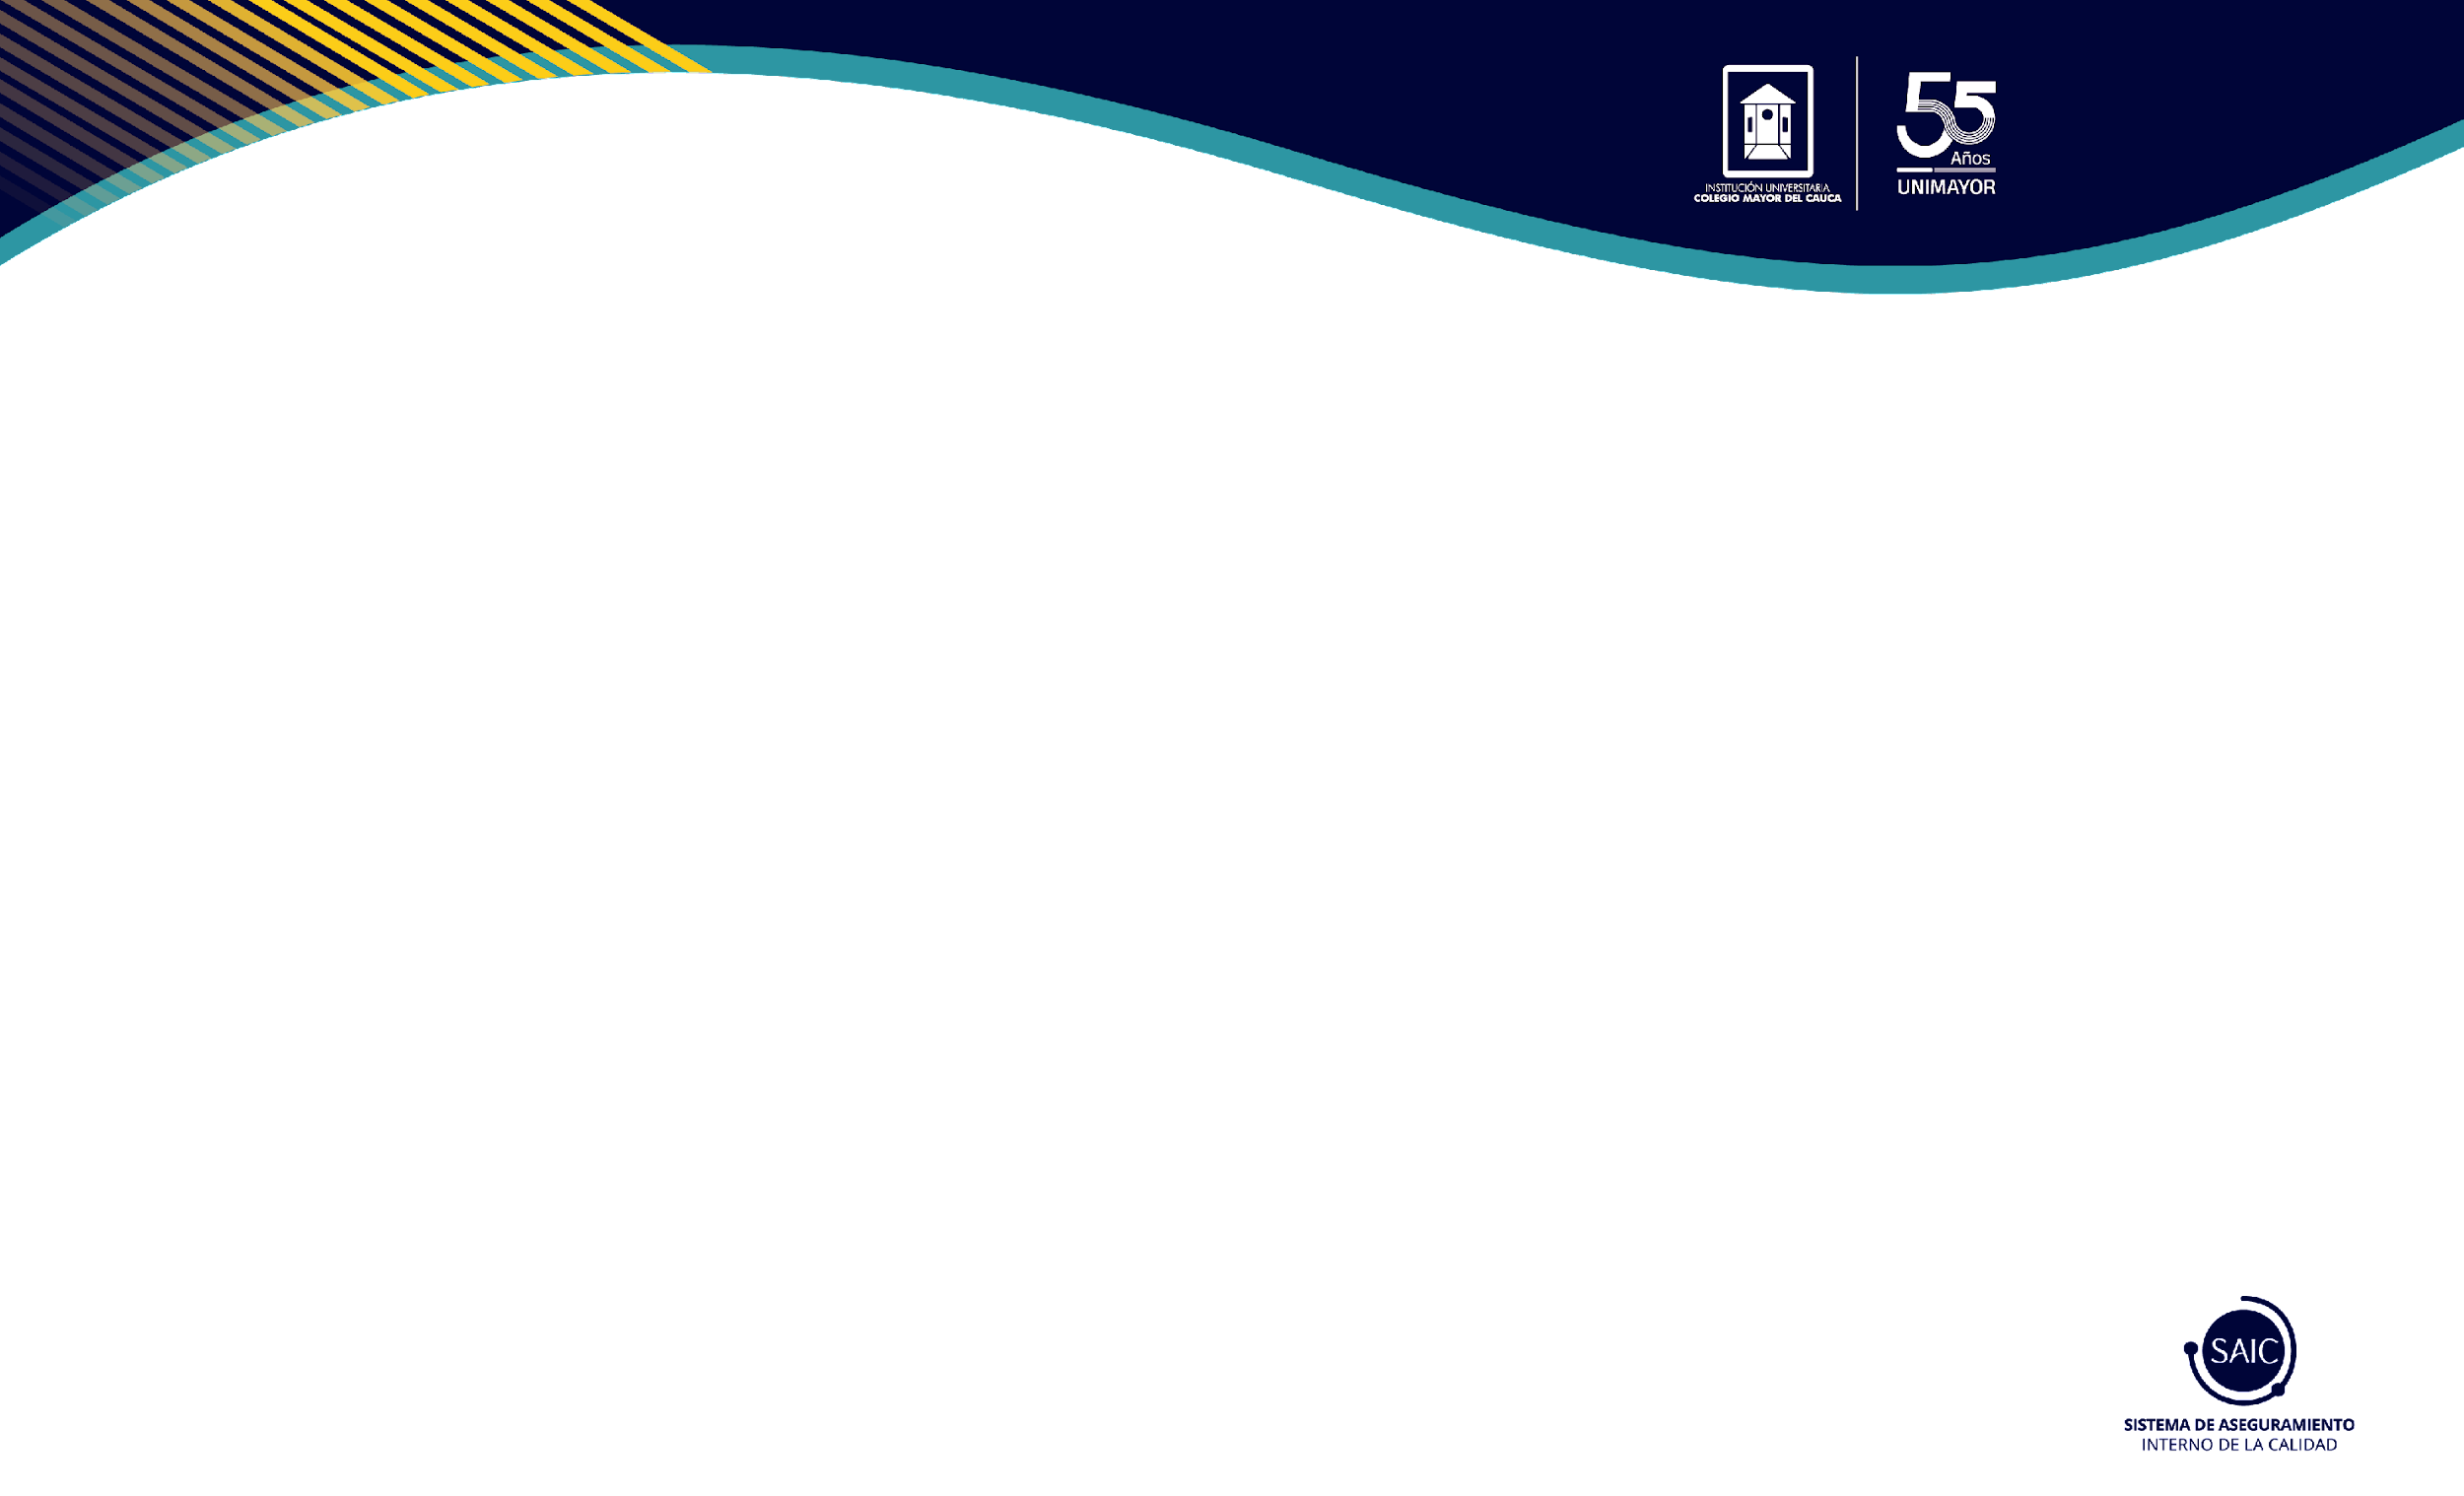 INSTITUCIÓN UNIVERSITARIA
COLEGIO MAYOR DEL CAUCA
55
Años
UNIMAYOR
SAIC
SISTEMA DE ASEGURAMIENTO
INTERNO DE LA CALIDAD